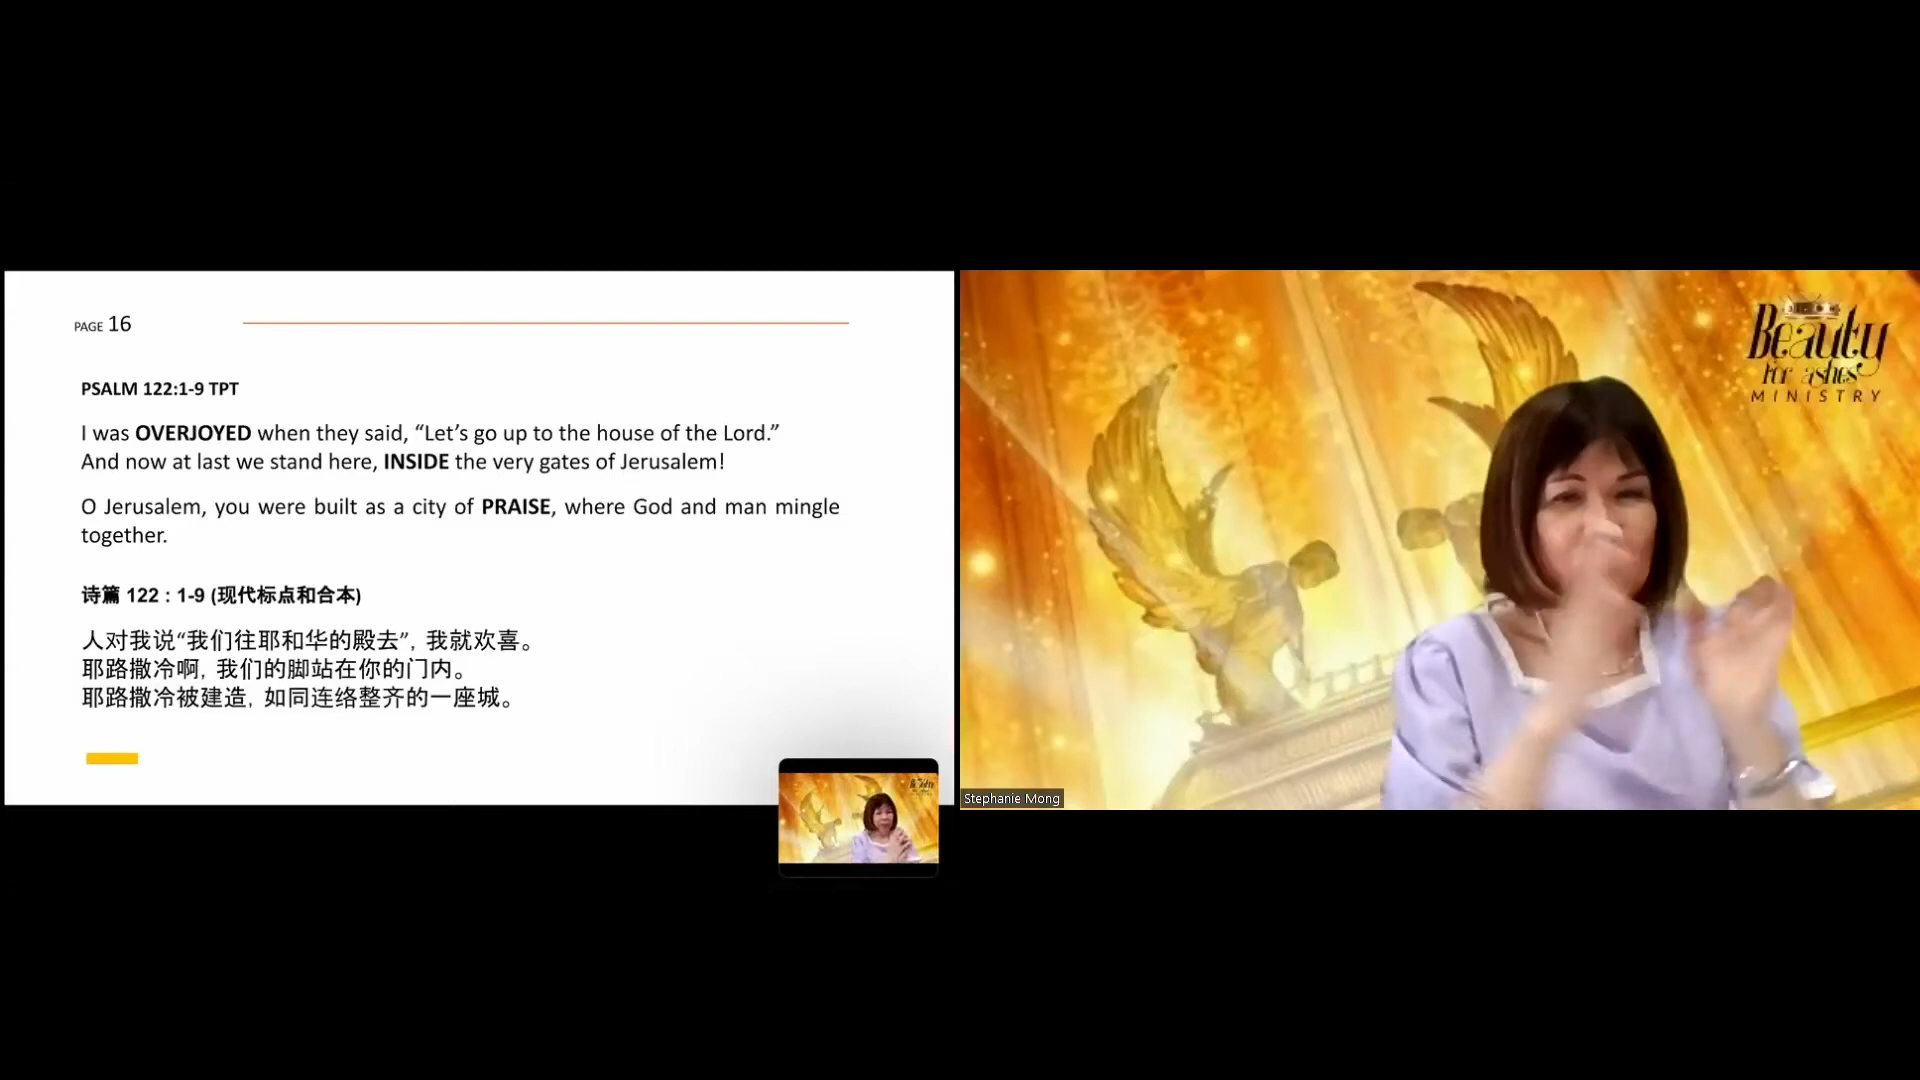 PAGE 16
PSALM 122:1-9 TPT
I was OVERJOYED when they said, “Let’s go up to the house of the Lord.”
And now at last we stand here, INSIDE the very gates of Jerusalem!
O Jerusalem, you were built as a city of PRAISE, where God and man mingle
together.
诗篇 122 : 1-9 (现代标点和合本)
人对我说“我们往耶和华的殿去”, 我就欢喜。
耶路撒冷啊, 我们的脚站在你的门内。
耶路撒冷被建造, 如同连络整齐的一座城。
Beauty
For ashes
MINISTRY
Stephanie Mong